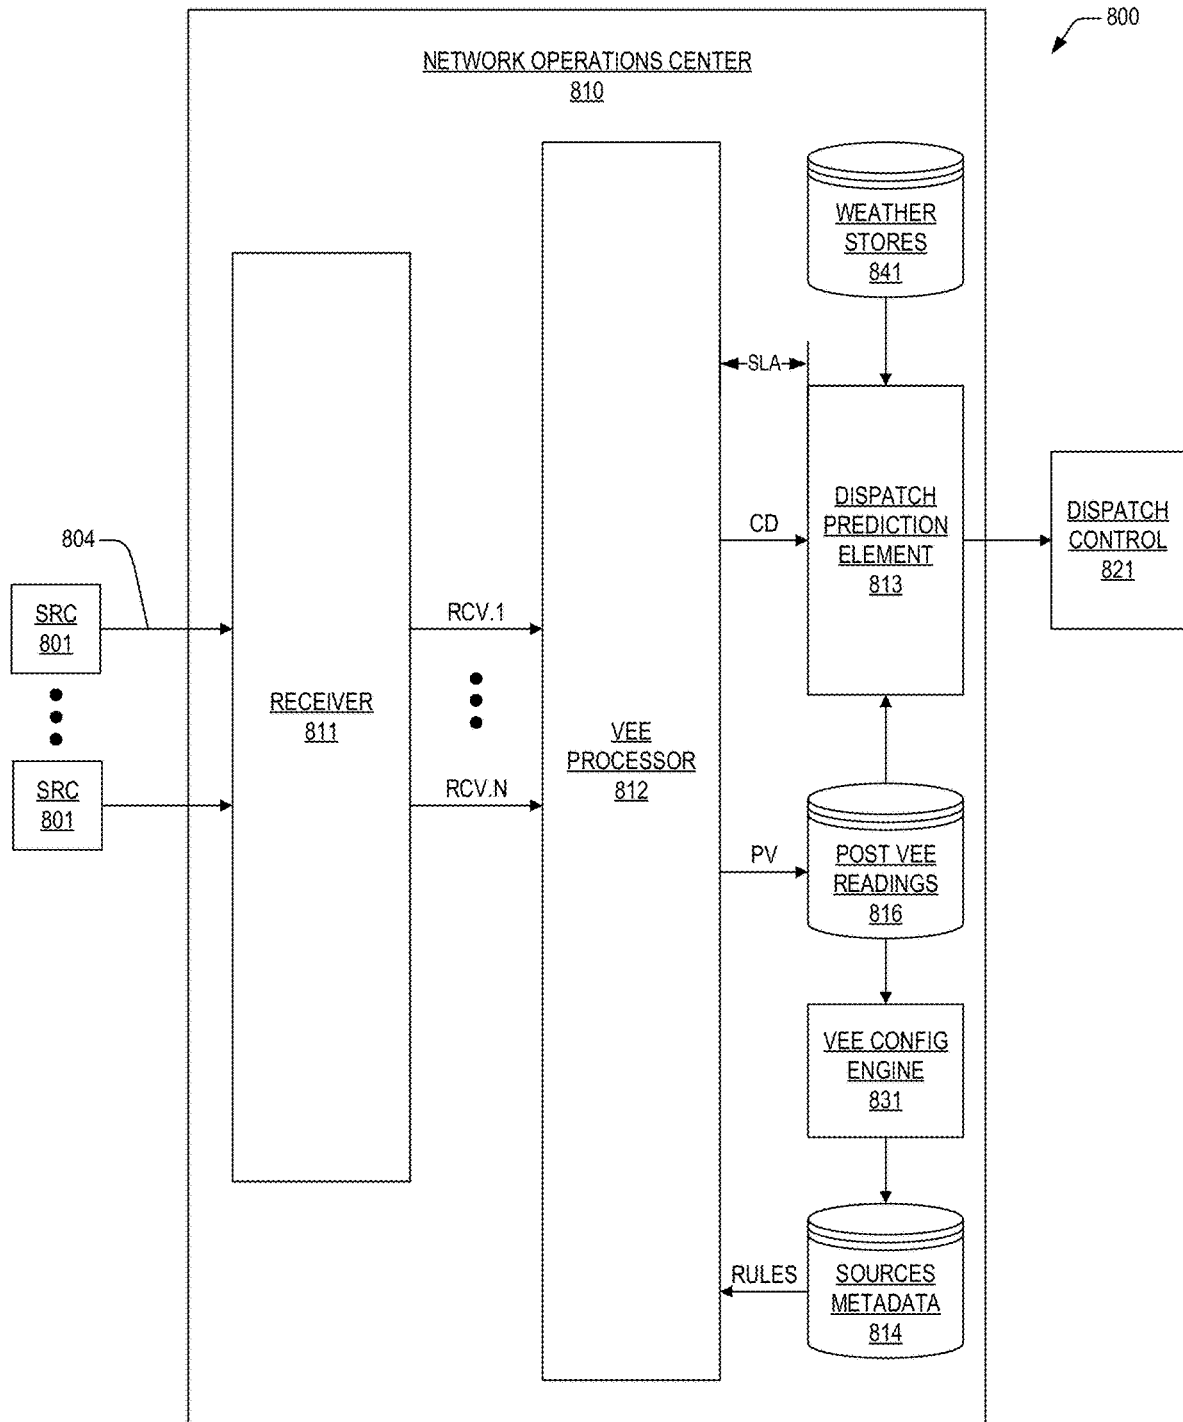 800
NETWORK OPERATIONS CENTER
810
WEATHER
STORES
841
SLA
DISPATCH
PREDICTION
ELEMENT
813
CD
DISPATCH
CONTROL
821
804
SRC
801
RCV.1
RECEIVER
811
VEE
PROCESSOR
812
SRC
801
RCV.N
PV
POST VEE
READINGS
816
VEE CONFIG
ENGINE
831
RULES
SOURCES
METADATA
814